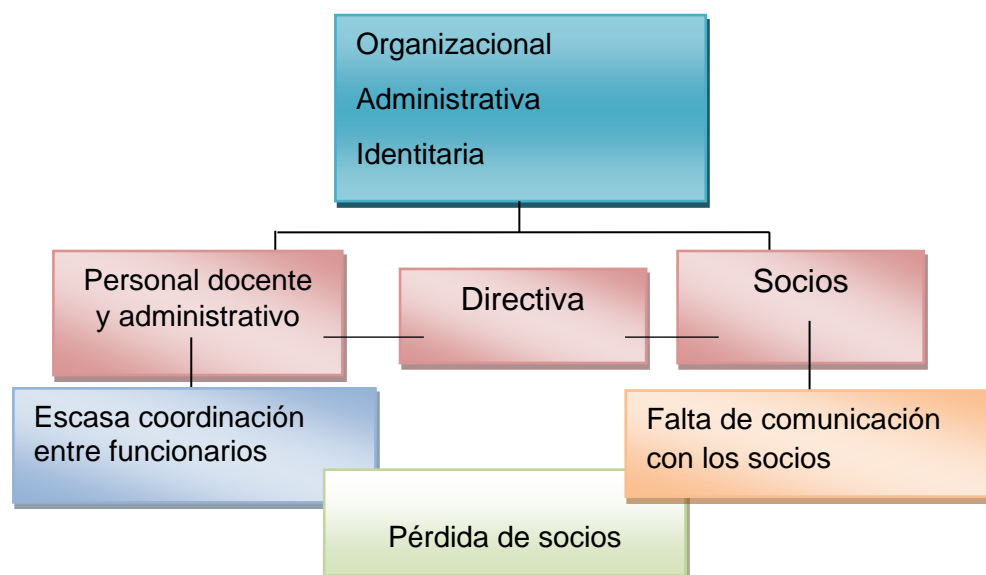 Organizacional
Administrativa
Identitaria
Personal docente
y administrativo
Directiva
Socios
Escasa coordinación
entre funcionarios
Falta de comunicación
con los socios
Pérdida de socios